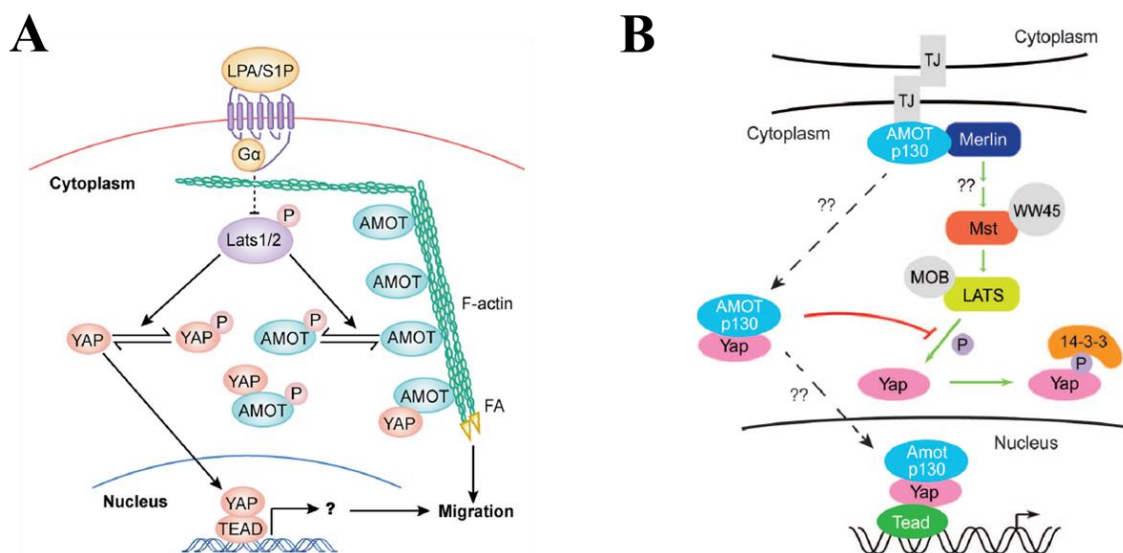 A
LPA/S1P
Gα
Cytoplasm
P
Lats1/2
AMOT
AMOT
F-actin
YAP
YAP
P
AMOT
P
AMOT
YAP
AMOT
P
AMOT
YAP
FA
Nucleus
YAP
TEAD
?
Migration
B
Cytoplasm
TJ
TJ
Cytoplasm
AMOT
p130
Merlin
??
??
Mst
WW45
MOB
LATS
AMOT
p130
Yap
P
14-3-3
P
Yap
Yap
??
Nucleus
Amot
p130
Yap
Tead